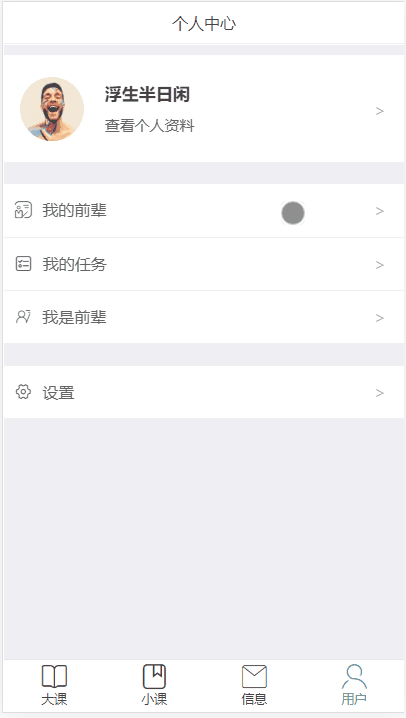 个人中心
浮生半日闲
查看个人资料
>
我的前辈
>
我的任务
>
我是前辈
>
设置
>
大课
小课
信息
用户